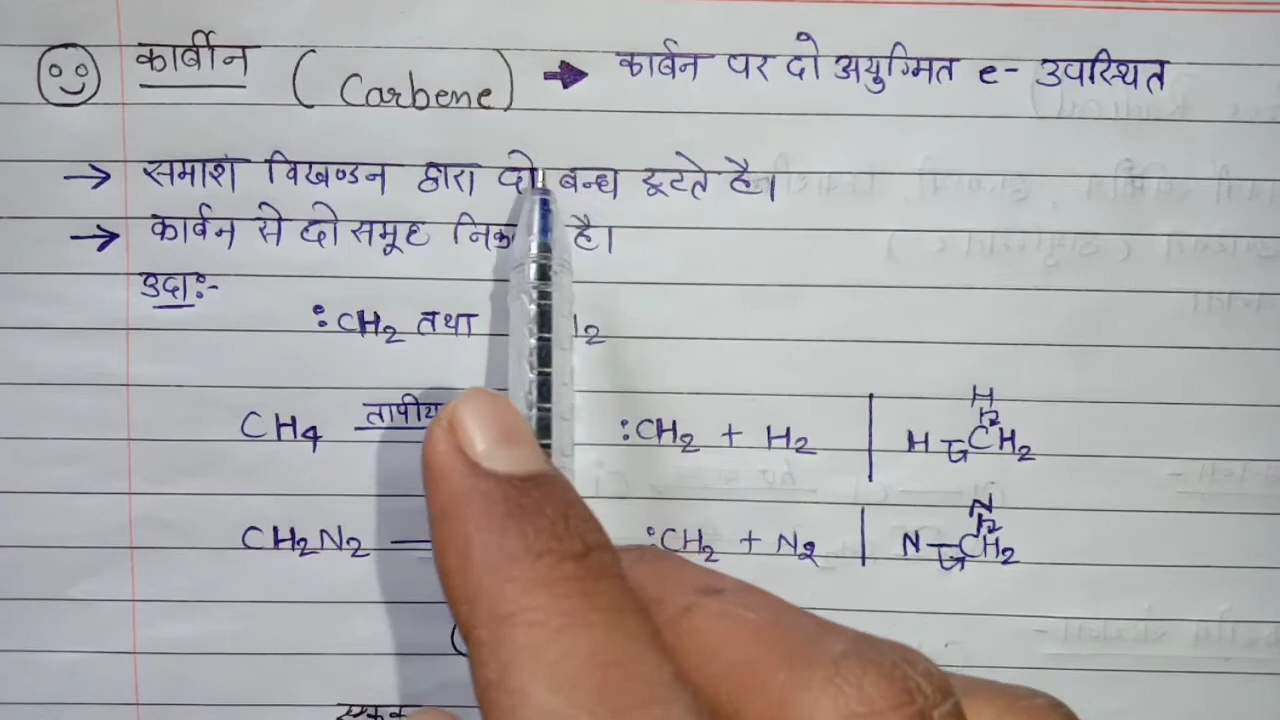 कार्बीन (Carbene) → कार्बन पर दो अयुग्मित e- उपस्थित
→ समाश विखण्डन द्वारा दो बन्ध टूटते है।
→ कार्बन से दो समूह है।
उदा:-
:CH2 तथा
CH4 :CH2 + H2 | H CH2 H
CH2N2 :CH2 + N2 | N CH2 N